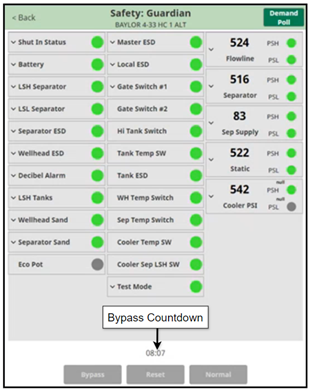 < Back
Safety: Guardian
BAYLOR 4-33 HC 1 ALT
Demand
Poll
Shut In Status
Battery
LSH Separator
LSL Separator
Separator ESD
Wellhead ESD
Decibel Alarm
LSH Tanks
Wellhead Sand
Separator Sand
Eco Pot
Master ESD
Local ESD
Gate Switch #1
Gate Switch #2
Hi Tank Switch
Tank Temp SW
Tank ESD
WH Temp Switch
Sep Temp Switch
Cooler Temp SW
Cooler Sep LSH SW
Test Mode
524 PSH
Flowline PSL
516 PSH
Separator PSL
83 PSH
Sep Supply PSL
522 PSH
Static PSL
null
542 PSH
null
Cooler PSI PSL
Bypass Countdown
08:07
Bypass
Reset
Normal